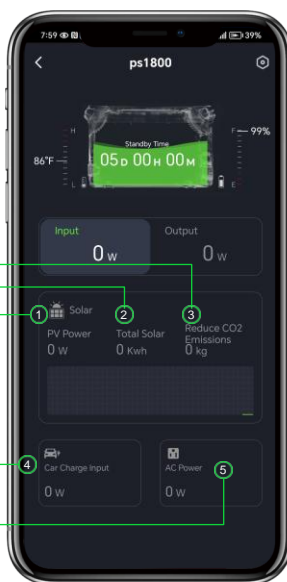 7:59 39%
ps1800
H F 99%
Standby Time
86°F 05D 00H 00M
L E
Input Output
0 w 0 w
1 Solar 2 3
PV Power Total Solar Reduce CO2
Emissions
0 W 0 Kwh 0 kg
4
Car Charge Input AC Power 5
0 W 0 W